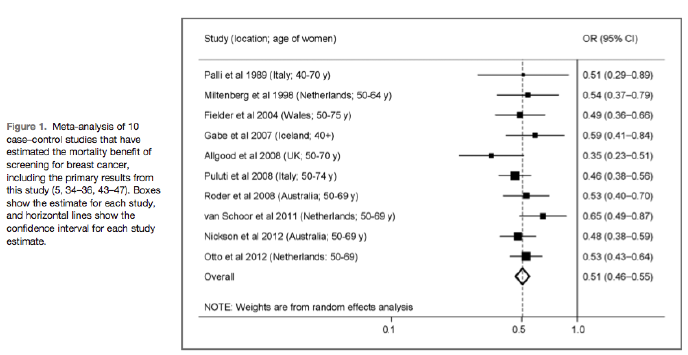 Figure 1. Meta-analysis of 10
case–control studies that have
estimated the mortality benefit of
screening for breast cancer,
including the primary results from
this study (5, 34–36, 43–47). Boxes
show the estimate for each study,
and horizontal lines show the
confidence interval for each study
estimate.
Study (location; age of women) OR (95% CI)
Palli et al 1989 (Italy; 40-70 y) 0.51 (0.29–0.89)
Miltenberg et al 1998 (Netherlands; 50-64 y) 0.54 (0.37–0.79)
Fielder et al 2004 (Wales; 50-75 y) 0.49 (0.36–0.66)
Gabe et al 2007 (Iceland; 40+) 0.59 (0.41–0.84)
Allgood et al 2008 (UK; 50-70 y) 0.35 (0.23–0.51)
Puluti et al 2008 (Italy; 50-74 y) 0.46 (0.38–0.56)
Roder et al 2008 (Australia; 50-69 y) 0.53 (0.40–0.70)
van Schoor et al 2011 (Netherlands; 50-69 y) 0.65 (0.49–0.87)
Nickson et al 2012 (Australia; 50-69 y) 0.48 (0.38–0.59)
Otto et al 2012 (Netherlands; 50-69) 0.53 (0.43–0.64)
Overall 0.51 (0.46–0.55)
NOTE: Weights are from random effects analysis
0.1 0.5 1.0